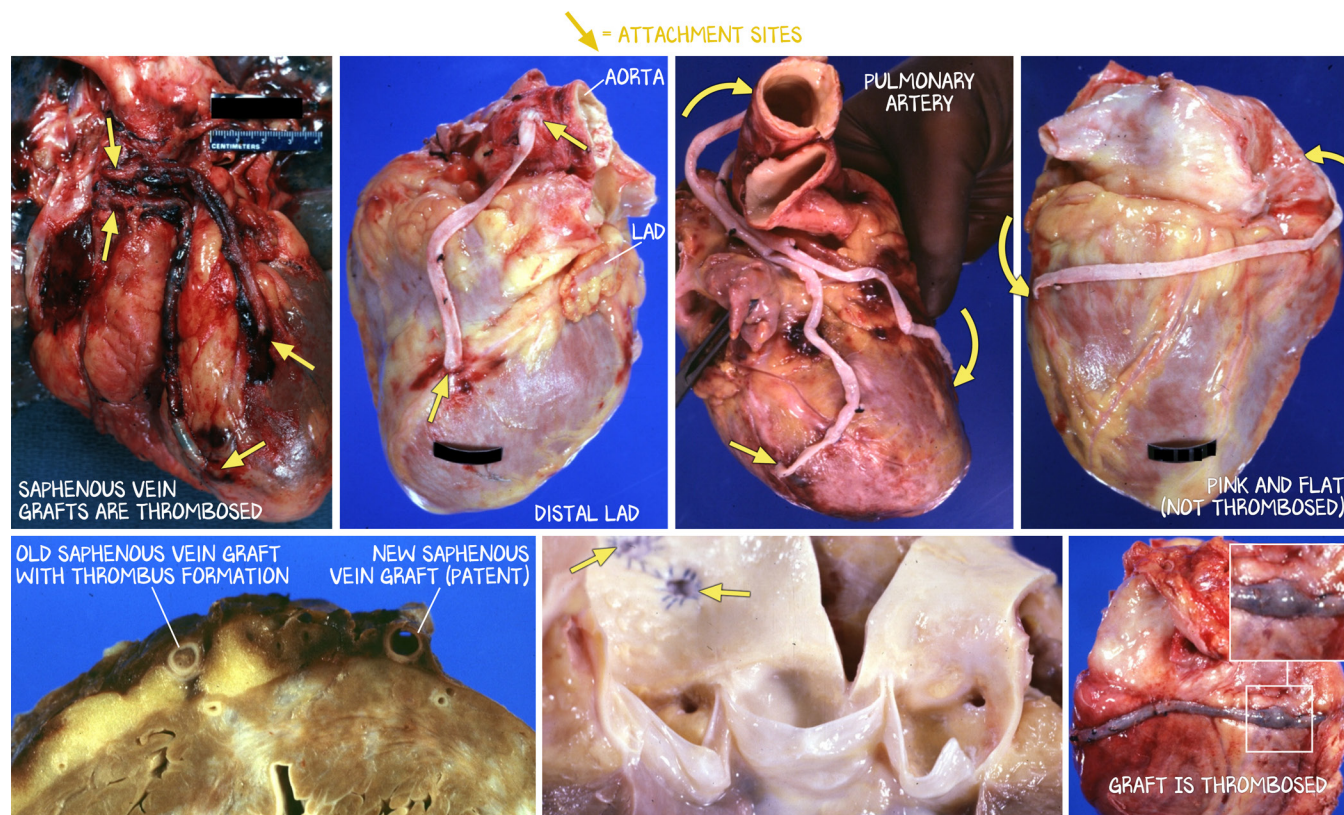 = ATTACHMENT SITES
CENTIMETERS
SAPHENOUS VEIN
GRAFTS ARE THROMBOSED
AORTA
LAD
DISTAL LAD
PULMONARY
ARTERY
PINK AND FLAT
(NOT THROMBOSED)
OLD SAPHENOUS VEIN GRAFT
WITH THROMBUS FORMATION
NEW SAPHENOUS
VEIN GRAFT (PATENT)
GRAFT IS THROMBOSED